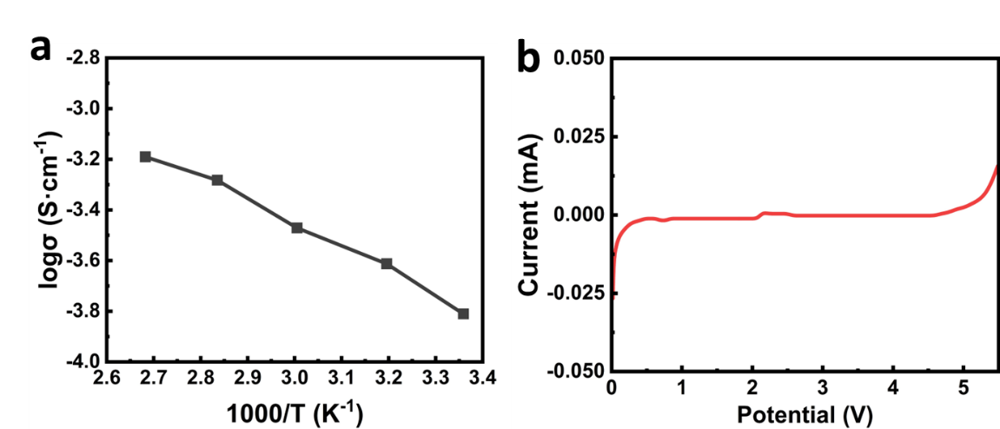 a
-2.8
-3.0
-3.2
-3.4
-3.6
-3.8
-4.0
logσ (S·cm-1)
2.6 2.7 2.8 2.9 3.0 3.1 3.2 3.3 3.4
1000/T (K-1)
b
0.050
0.025
0.000
-0.025
-0.050
Current (mA)
0 1 2 3 4 5
Potential (V)